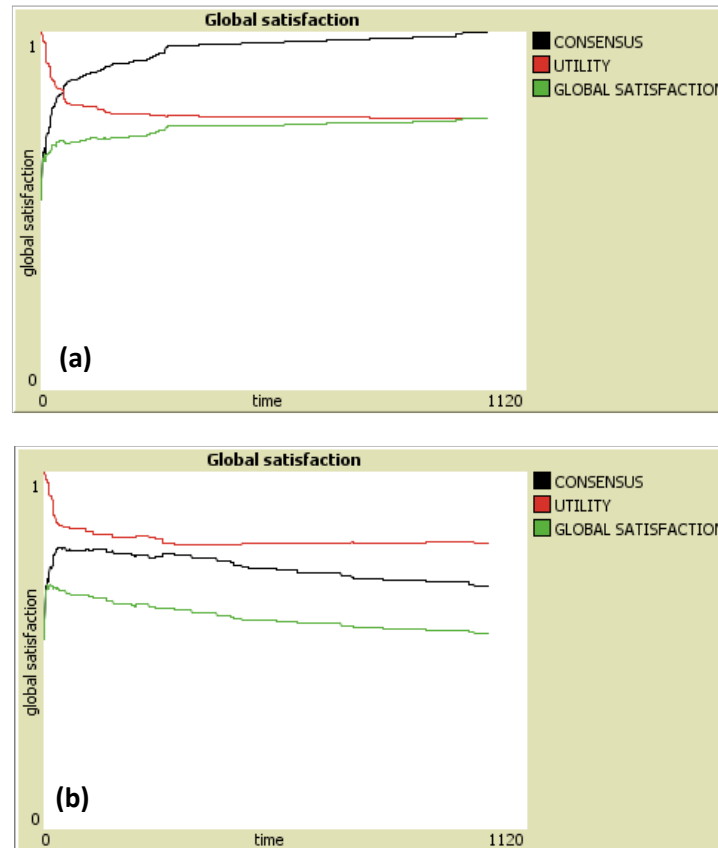 Global satisfaction
1
global satisfaction
0
0
time
1120
CONSENSUS
UTILITY
GLOBAL SATISFACTION
(a)
Global satisfaction
1
global satisfaction
0
0
time
1120
CONSENSUS
UTILITY
GLOBAL SATISFACTION
(b)